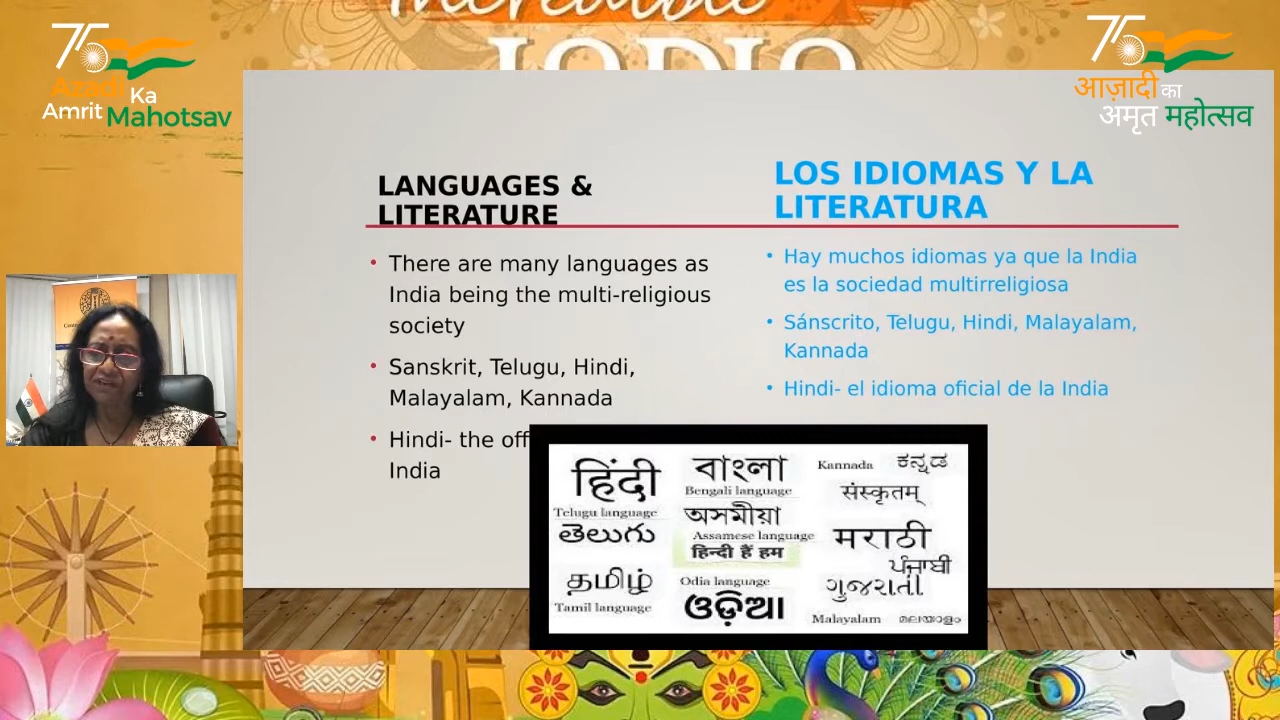 Incredible
75
Azadi Ka
Amrit Mahotsav
75
आज़ादी का
अमृत महोत्सव
LANGUAGES &
LITERATURE
There are many languages as
India being the multi-religious
society
Sanskrit, Telugu, Hindi,
Malayalam, Kannada
Hindi- the off
India
LOS IDIOMAS Y LA
LITERATURA
Hay muchos idiomas ya que la India
es la sociedad multirreligiosa
Sánscrito, Telugu, Hindi, Malayalam,
Kannada
Hindi- el idioma oficial de la India
हिंदी
Telugu language
తెలుగు
தமிழ்
Tamil language
বাংলা
Bengali language
অসমীয়া
Assamese language
हिन्दी हैं हम
Odia language
ଓଡ଼ିଆ
Kannada ಕನ್ನಡ
संस्कृतम्
मराठी
ਪੰਜਾਬੀ
ગુજરાતી
Malayalam മലയാളം